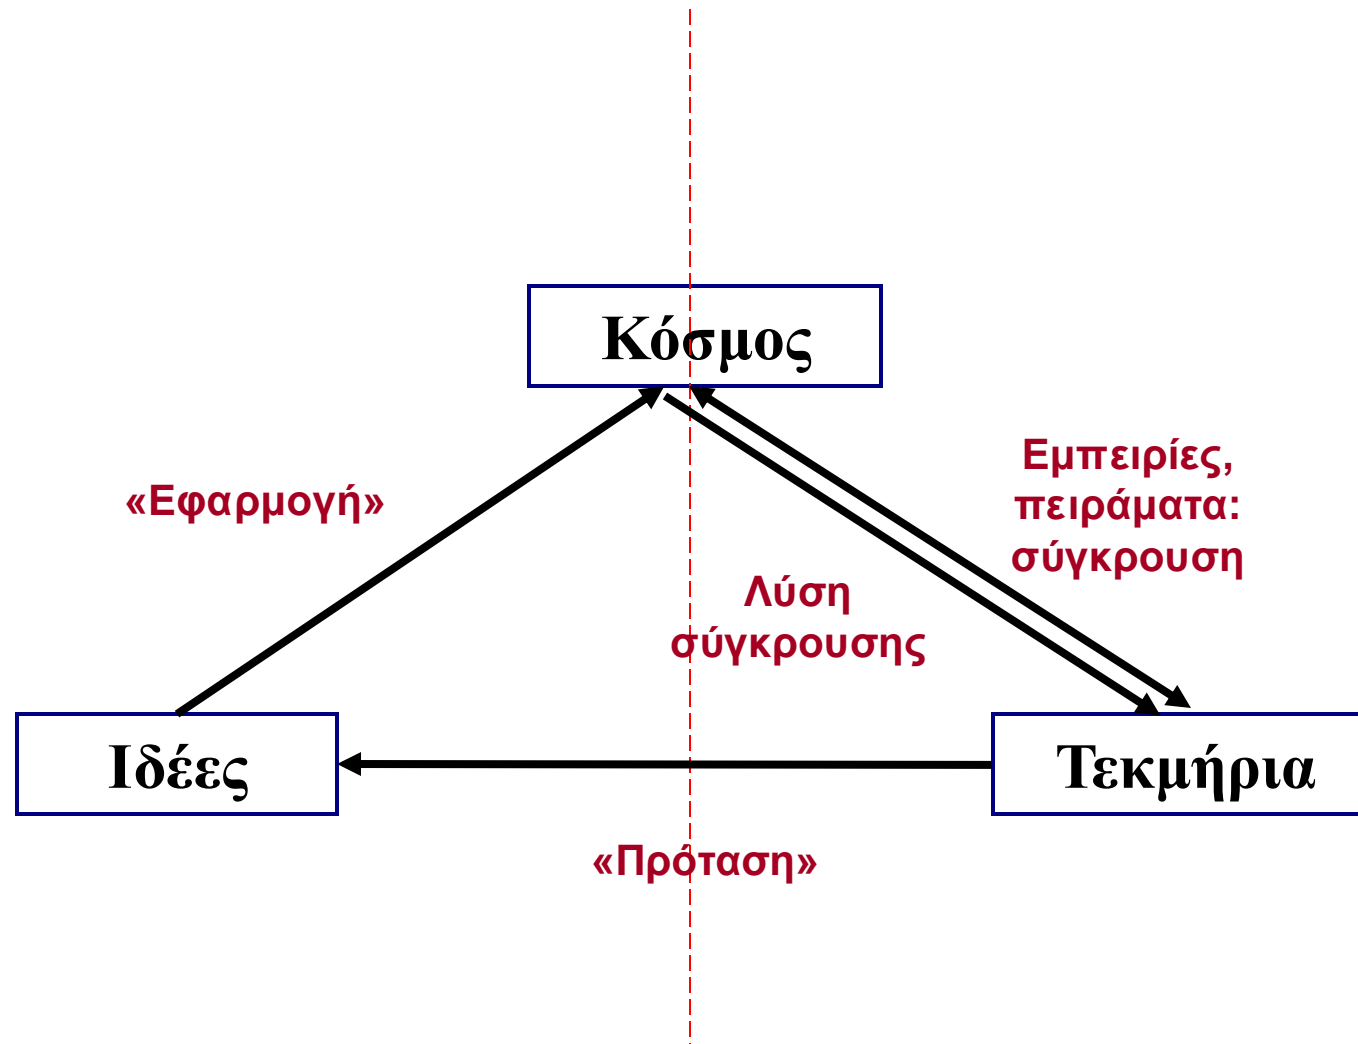 Κόσμος
Εμπειρίες,
πειράματα:
σύγκρουση
«Εφαρμογή»
Λύση
σύγκρουσης
Ιδέες
Τεκμήρια
«Πρόταση»